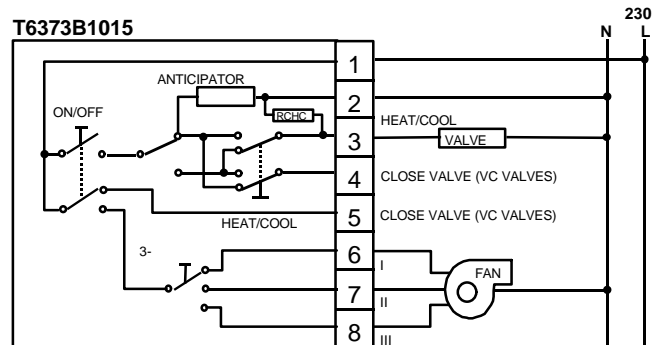 230
T6373B1015
N L
1
ANTICIPATOR
2
ON/OFF
RCHC
HEAT/COOL
3
VALVE
4
CLOSE VALVE (VC VALVES)
5
CLOSE VALVE (VC VALVES)
HEAT/COOL
3-
6
I
FAN
7
II
8
III